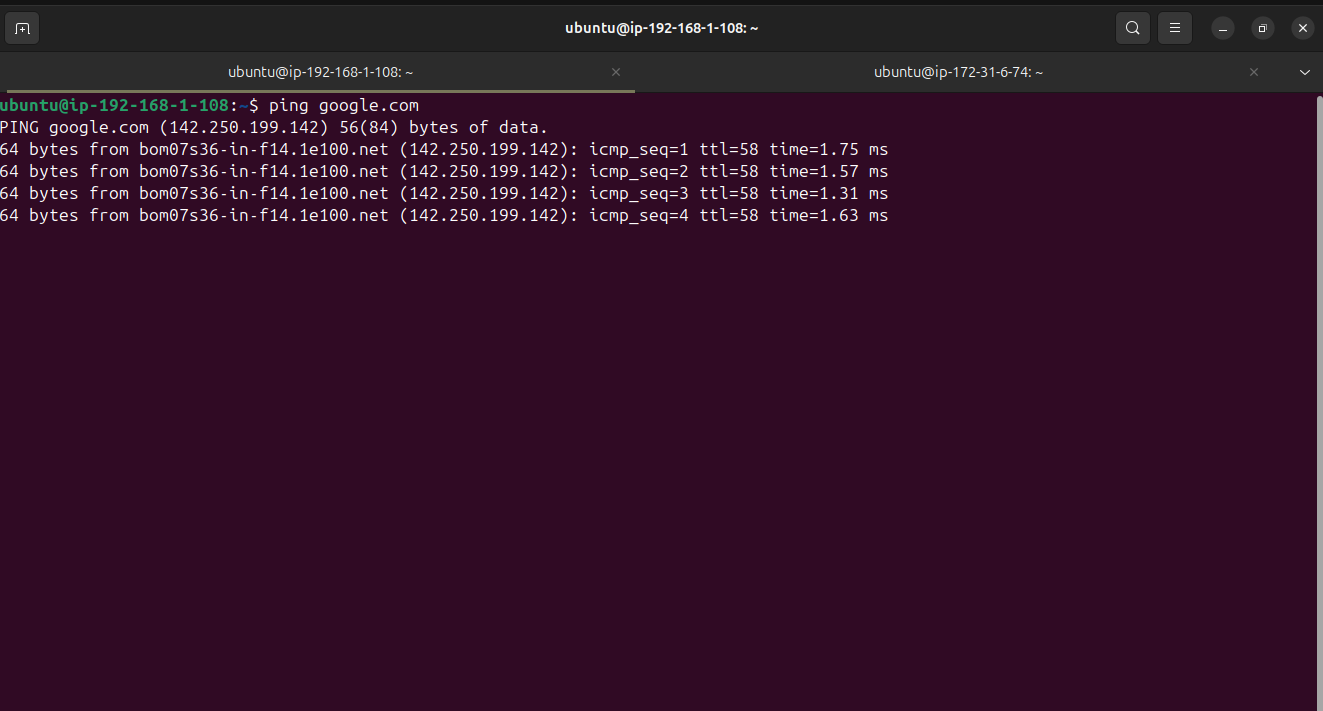 ubuntu@ip-192-168-1-108: ~
ubuntu@ip-192-168-1-108: ~
ubuntu@ip-172-31-6-74: ~
ubuntu@ip-192-168-1-108:~$ ping google.com
PING google.com (142.250.199.142) 56(84) bytes of data.
64 bytes from bom07s36-in-f14.1e100.net (142.250.199.142): icmp_seq=1 ttl=58 time=1.75 ms
64 bytes from bom07s36-in-f14.1e100.net (142.250.199.142): icmp_seq=2 ttl=58 time=1.57 ms
64 bytes from bom07s36-in-f14.1e100.net (142.250.199.142): icmp_seq=3 ttl=58 time=1.31 ms
64 bytes from bom07s36-in-f14.1e100.net (142.250.199.142): icmp_seq=4 ttl=58 time=1.63 ms